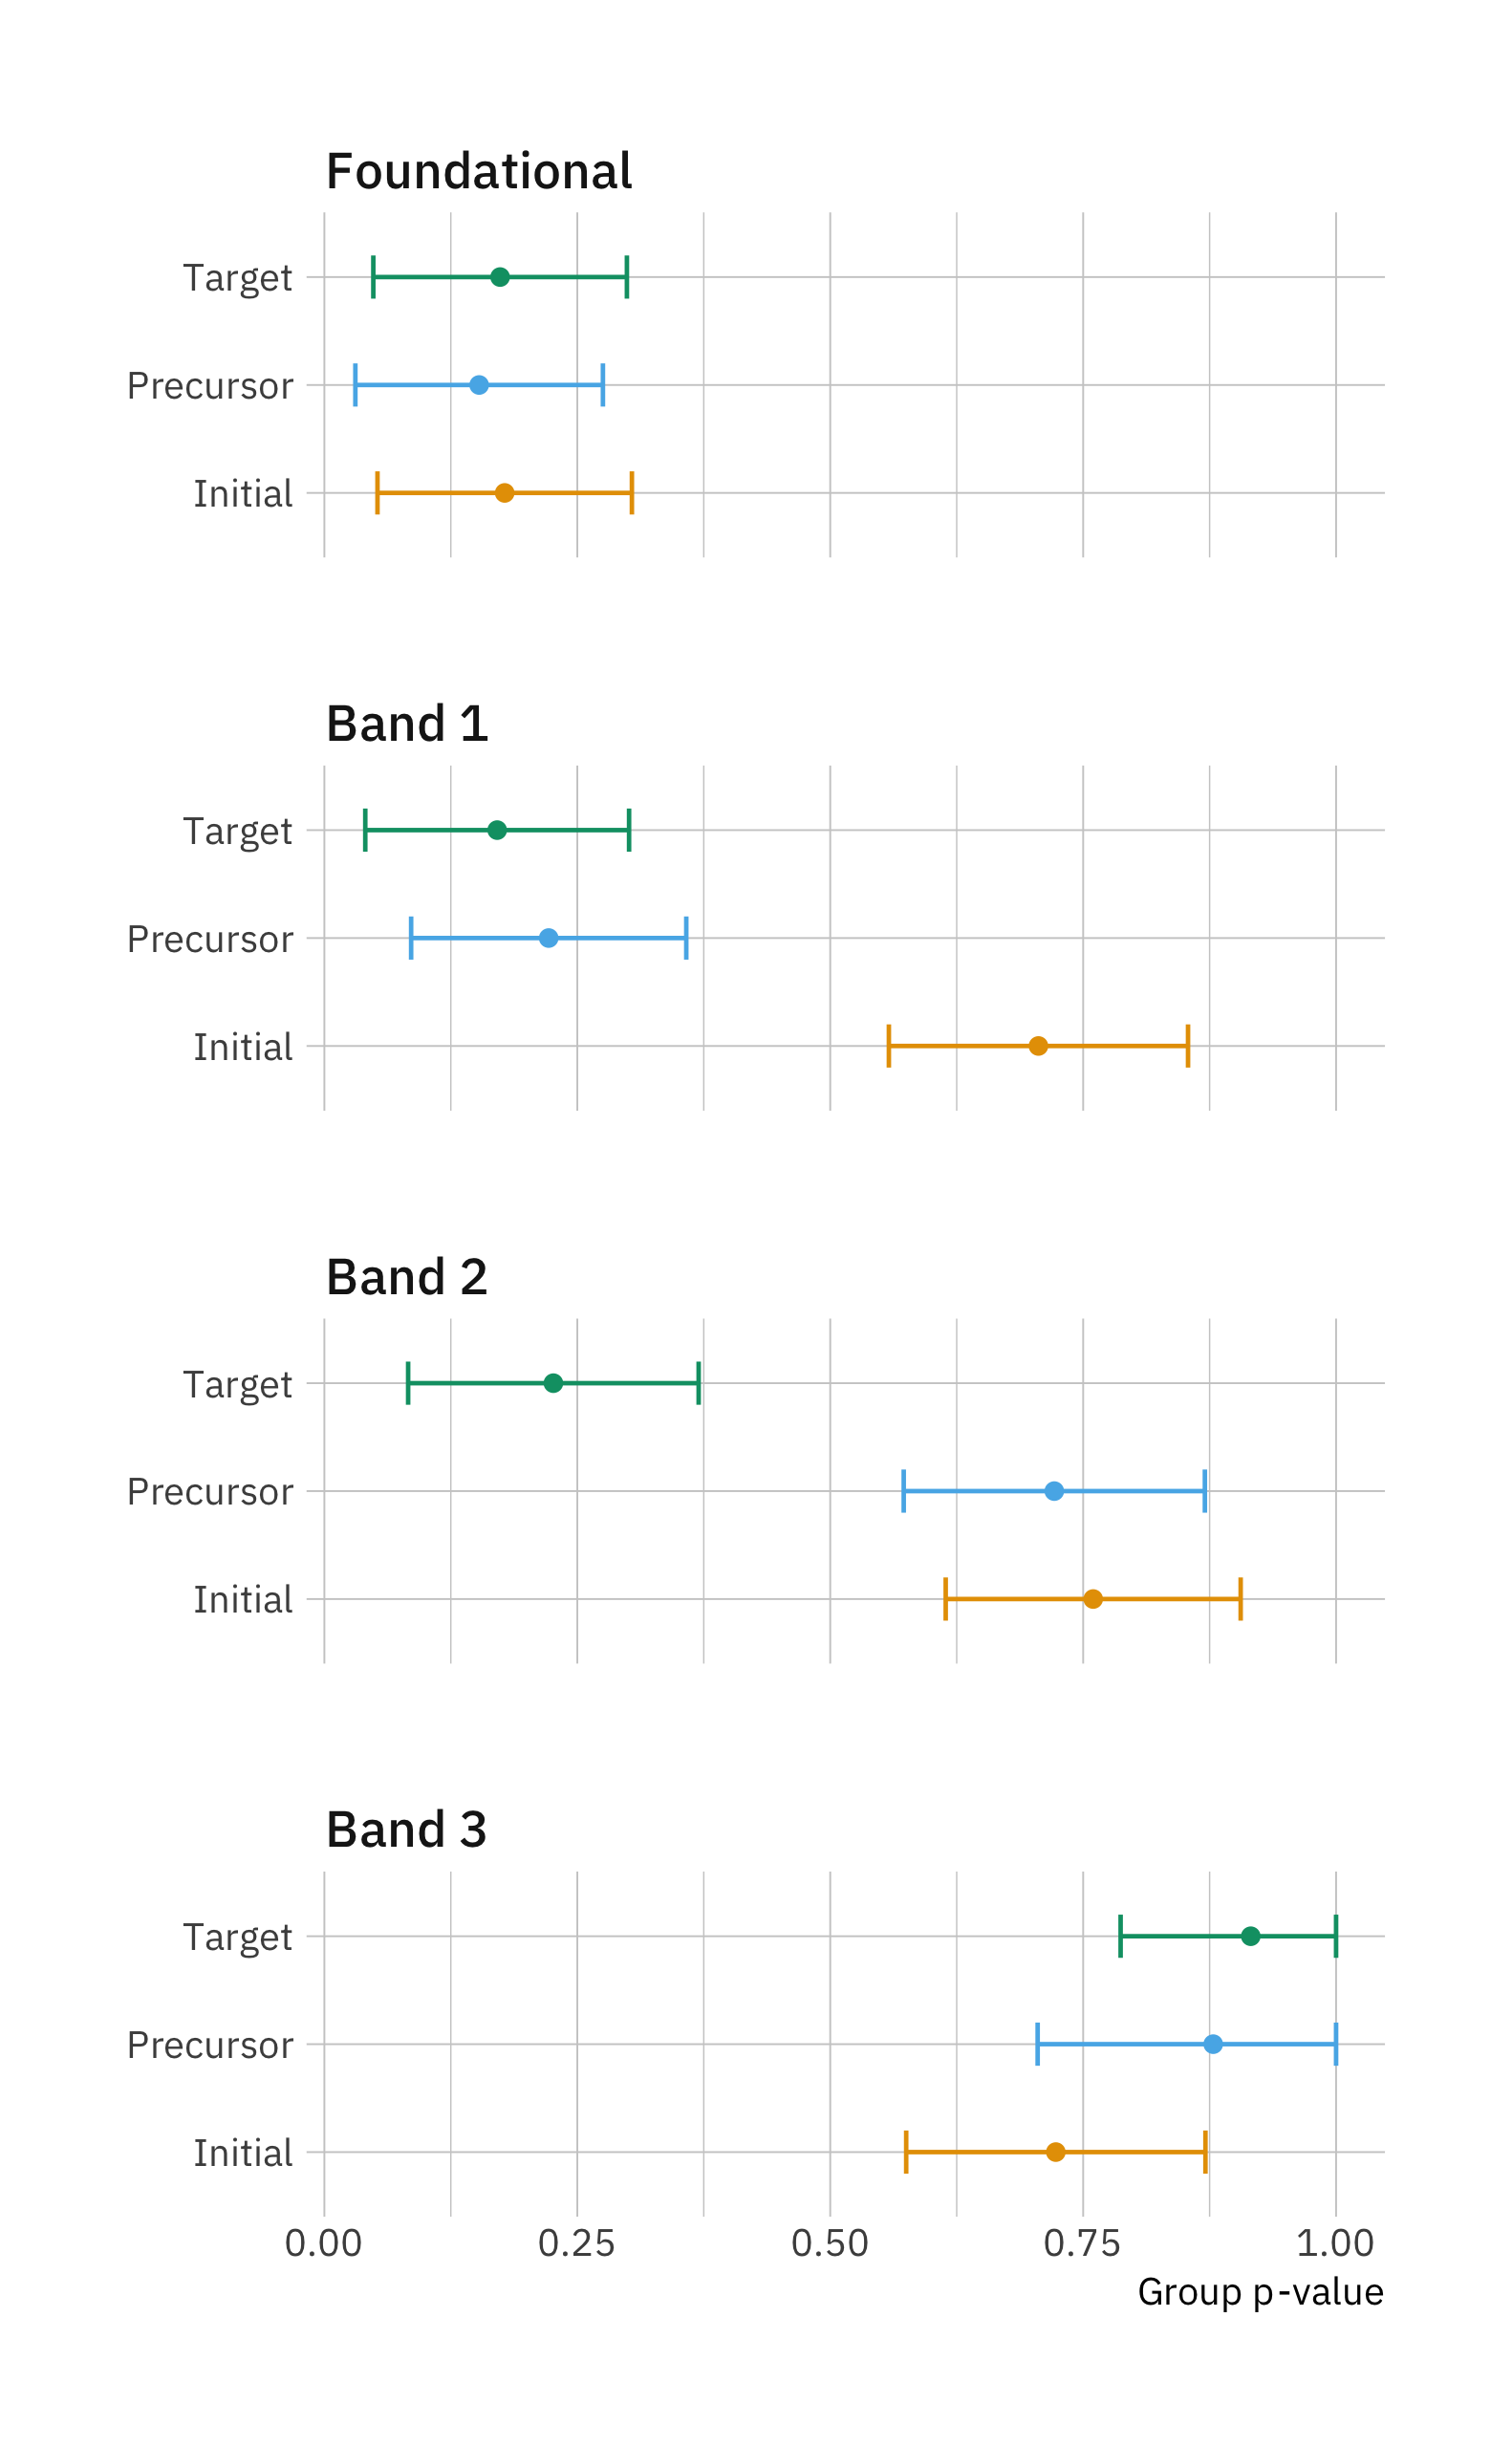 Foundational
Target
Precursor
Initial
Band 1
Target
Precursor
Initial
Band 2
Target
Precursor
Initial
Band 3
Target
Precursor
Initial
0.00 0.25 0.50 0.75 1.00
Group p-value